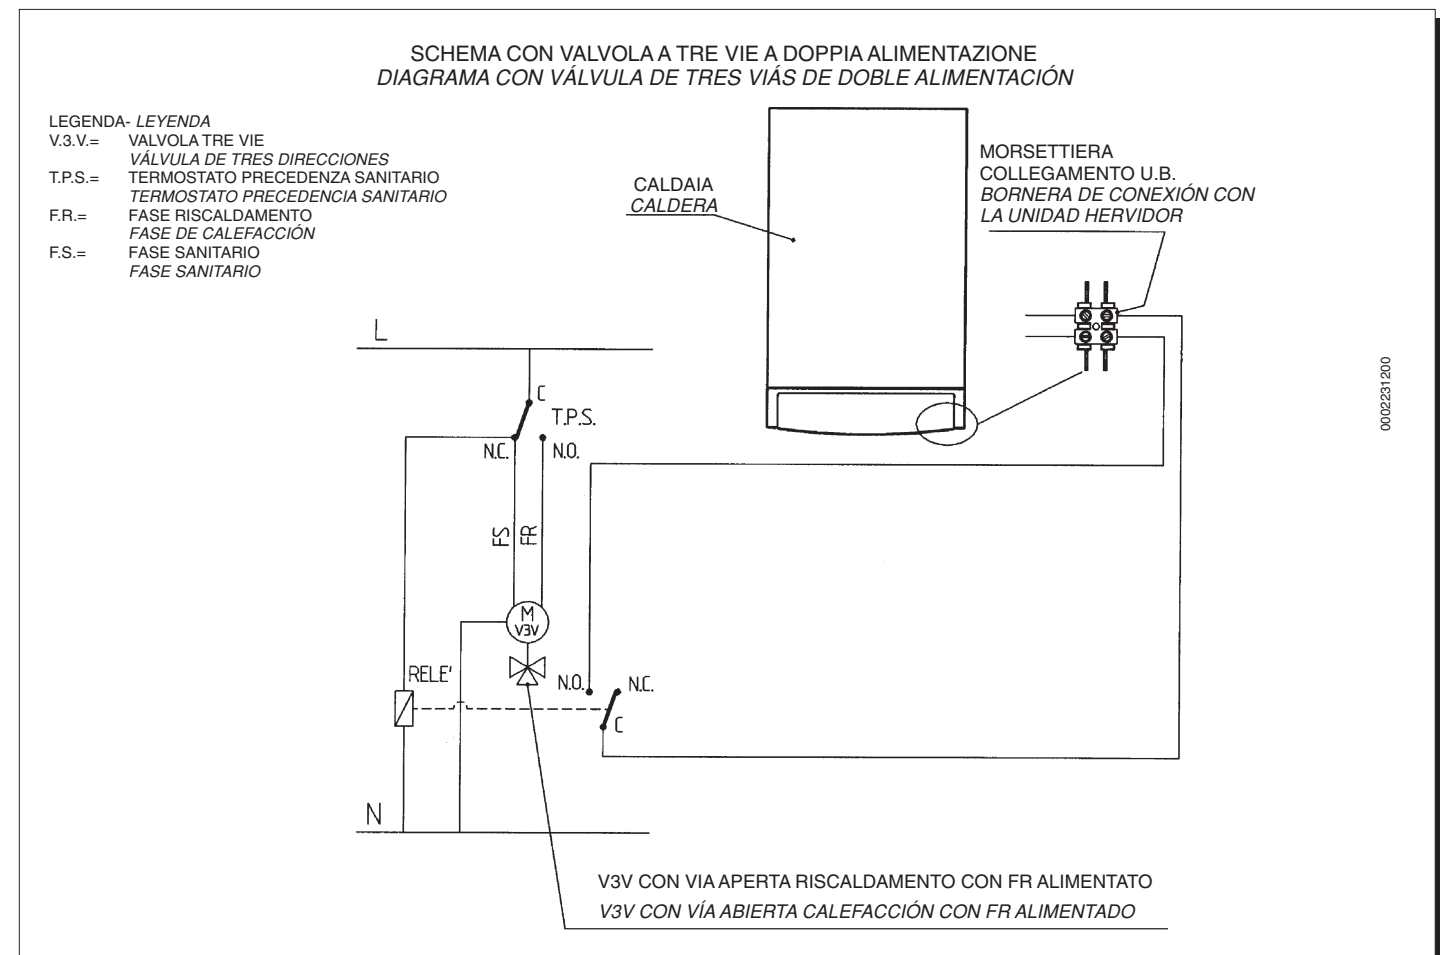 SCHEMA CON VALVOLA A TRE VIE A DOPPIA ALIMENTAZIONE
DIAGRAMA CON VÁLVULA DE TRES VIÁS DE DOBLE ALIMENTACIÓN
LEGENDA- LEYENDA
V.3.V.= VALVOLA TRE VIE
VÁLVULA DE TRES DIRECCIONES
T.P.S.= TERMOSTATO PRECEDENZA SANITARIO
TERMOSTATO PRECEDENCIA SANITARIO
F.R.= FASE RISCALDAMENTO
FASE DE CALEFACCIÓN
F.S.= FASE SANITARIO
FASE SANITARIO
CALDAIA
CALDERA
MORSETTIERA
COLLEGAMENTO U.B.
BORNERA DE CONEXIÓN CON
LA UNIDAD HERVIDOR
L
C
T.P.S.
N.C.
N.O.
FS
FR
M
V3V
RELE'
N.O.
N.C.
C
N
V3V CON VIA APERTA RISCALDAMENTO CON FR ALIMENTATO
V3V CON VÍA ABIERTA CALEFACCIÓN CON FR ALIMENTADO
0002231200